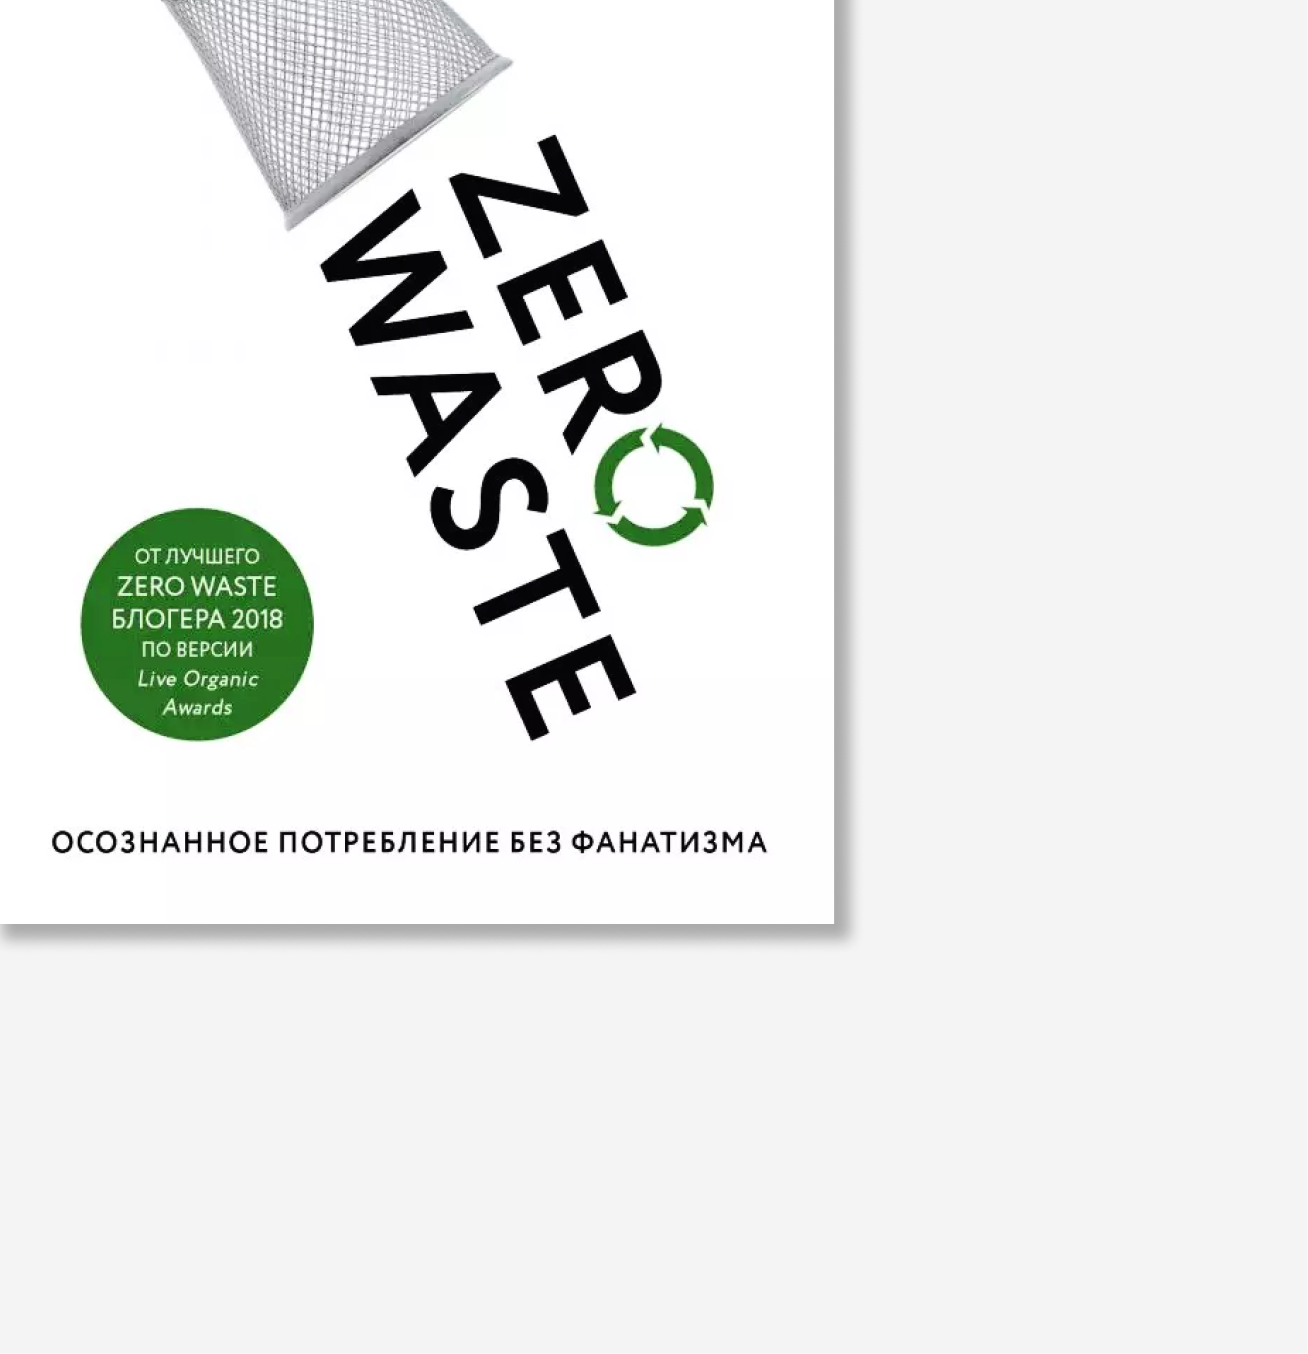 ZERO
WASTE
ОТ ЛУЧШЕГО
ZERO WASTE
БЛОГЕРА 2018
ПО ВЕРСИИ
Live Organic
Awards
ОСОЗНАННОЕ ПОТРЕБЛЕНИЕ БЕЗ ФАНАТИЗМА